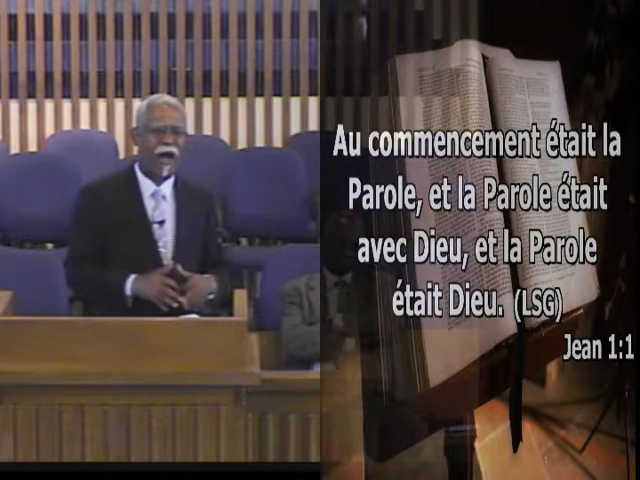 Au commencement était la
Parole, et la Parole était
avec Dieu, et la Parole
était Dieu. (LSG)
Jean 1:1